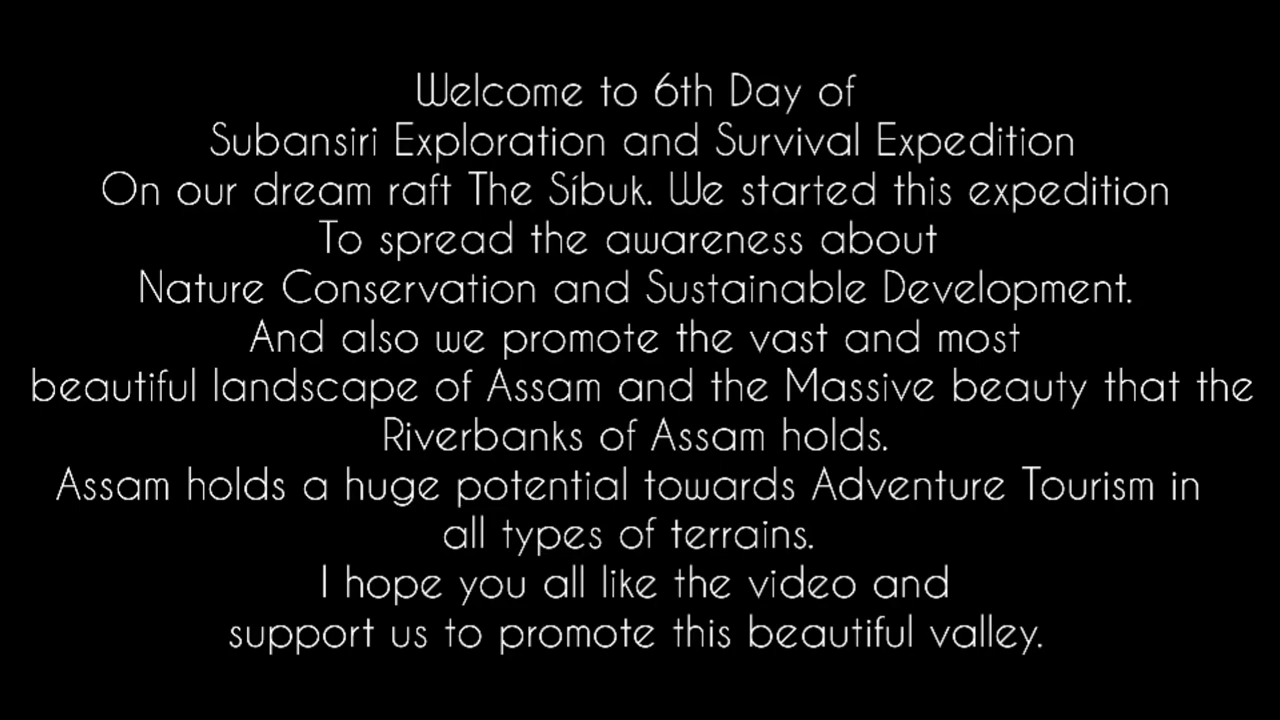 Welcome to 6th Day of
Subansiri Exploration and Survival Expedition
On our dream raft The Síbuk. We started this expedition
To spread the awareness about
Nature Conservation and Sustainable Development.
And also we promote the vast and most
beautiful landscape of Assam and the Massive beauty that the
Riverbanks of Assam holds.
Assam holds a huge potential towards Adventure Tourism in
all types of terrains.
I hope you all like the video and
support us to promote this beautiful valley.